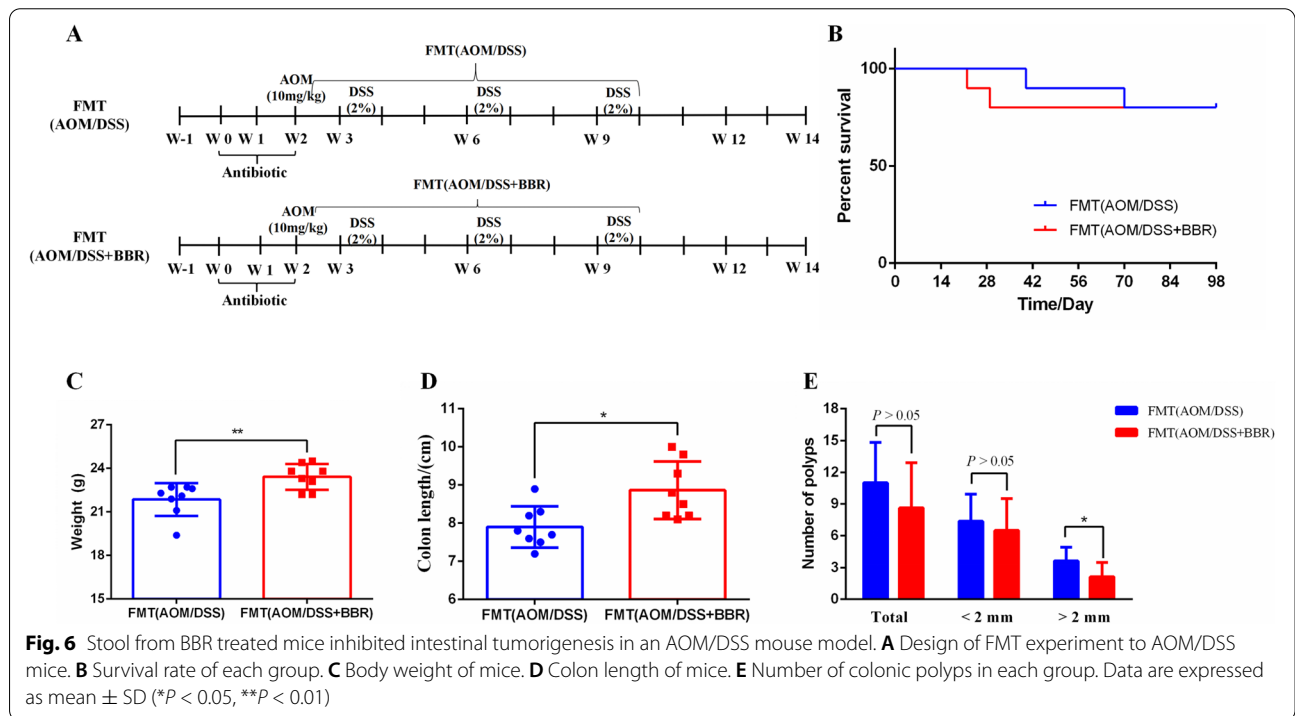 A
FMT(AOM/DSS)
AOM
(10mg/kg)
DSS
(2%)
DSS
(2%)
DSS
(2%)
FMT
(AOM/DSS)
W-1 W 0 W 1 W2 W 3 W 6 W 9 W 12 W 14
Antibiotic
FMT(AOM/DSS+BBR)
AOM
(10mg/kg)
DSS
(2%)
DSS
(2%)
DSS
(2%)
FMT
(AOM/DSS+BBR)
W-1 W 0 W 1 W 2 W 3 W 6 W 9 W 12 W 14
Antibiotic
B
Percent survival
100
50
0
FMT(AOM/DSS)
FMT(AOM/DSS+BBR)
0 14 28 42 56 70 84 98
Time/Day
C
Weight (g)
27
24
21
18
15
**
FMT(AOM/DSS) FMT(AOM/DSS+BBR)
D
Colon length/(cm)
11
10
9
8
7
6
*
FMT(AOM/DSS) FMT(AOM/DSS+BBR)
E
Number of polyps
18
15
12
9
6
3
0
P > 0.05
P > 0.05
*
FMT(AOM/DSS)
FMT(AOM/DSS+BBR)
Total < 2 mm > 2 mm
Fig. 6 Stool from BBR treated mice inhibited intestinal tumorigenesis in an AOM/DSS mouse model. A Design of FMT experiment to AOM/DSS
mice. B Survival rate of each group. C Body weight of mice. D Colon length of mice. E Number of colonic polyps in each group. Data are expressed
as mean ± SD (*P < 0.05, **P < 0.01)